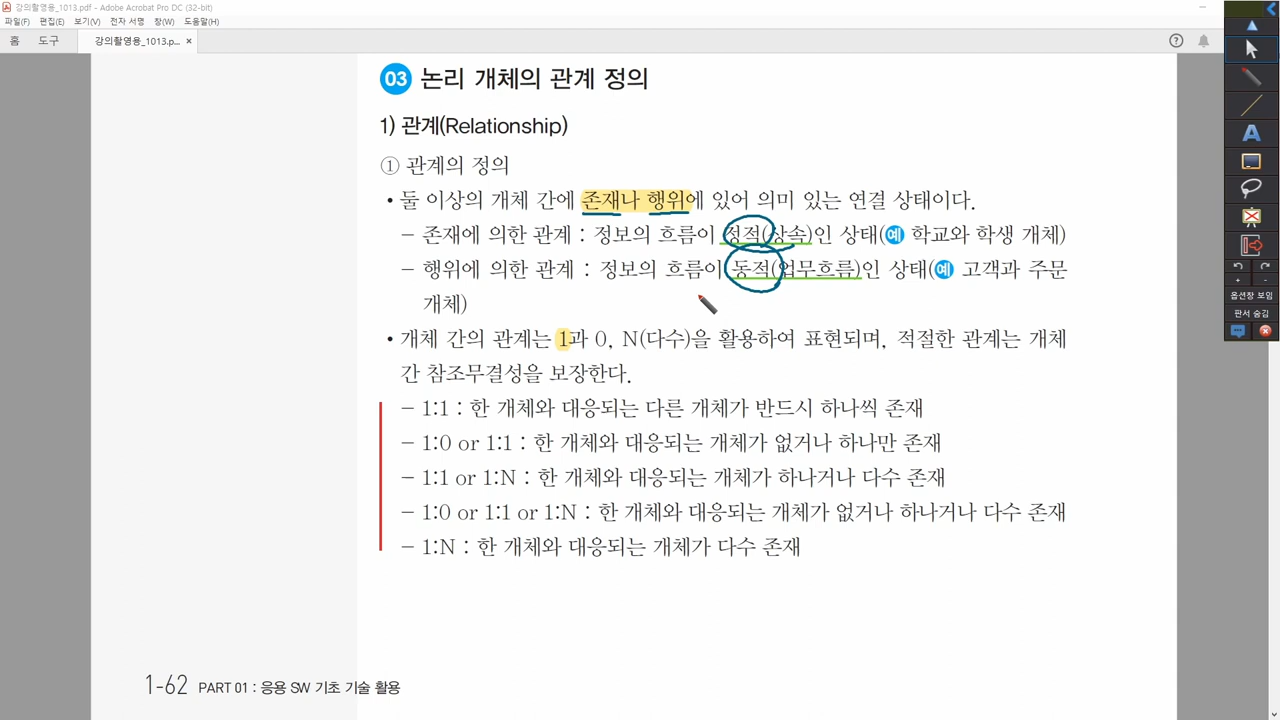 강의촬영용_1013.pdf - Adobe Acrobat Pro DC (32-bit)
파일(F) 편집(E) 보기(V) 전자 서명 창(W) 도움말(H)
홈 도구 강의촬영용_1013.p... ×
03 논리 개체의 관계 정의
1) 관계(Relationship)
① 관계의 정의
• 둘 이상의 개체 간에 존재나 행위에 있어 의미 있는 연결 상태이다.
– 존재에 의한 관계 : 정보의 흐름이 정적(상속)인 상태(예 학교와 학생 개체)
– 행위에 의한 관계 : 정보의 흐름이 동적(업무흐름)인 상태(예 고객과 주문
개체)
• 개체 간의 관계는 1과 0, N(다수)을 활용하여 표현되며, 적절한 관계는 개체
간 참조무결성을 보장한다.
– 1:1 : 한 개체와 대응되는 다른 개체가 반드시 하나씩 존재
– 1:0 or 1:1 : 한 개체와 대응되는 개체가 없거나 하나만 존재
– 1:1 or 1:N : 한 개체와 대응되는 개체가 하나거나 다수 존재
– 1:0 or 1:1 or 1:N : 한 개체와 대응되는 개체가 없거나 하나거나 다수 존재
– 1:N : 한 개체와 대응되는 개체가 다수 존재
1-62 PART 01 : 응용 SW 기초 기술 활용
A
옵션장 보임
판서 숨김